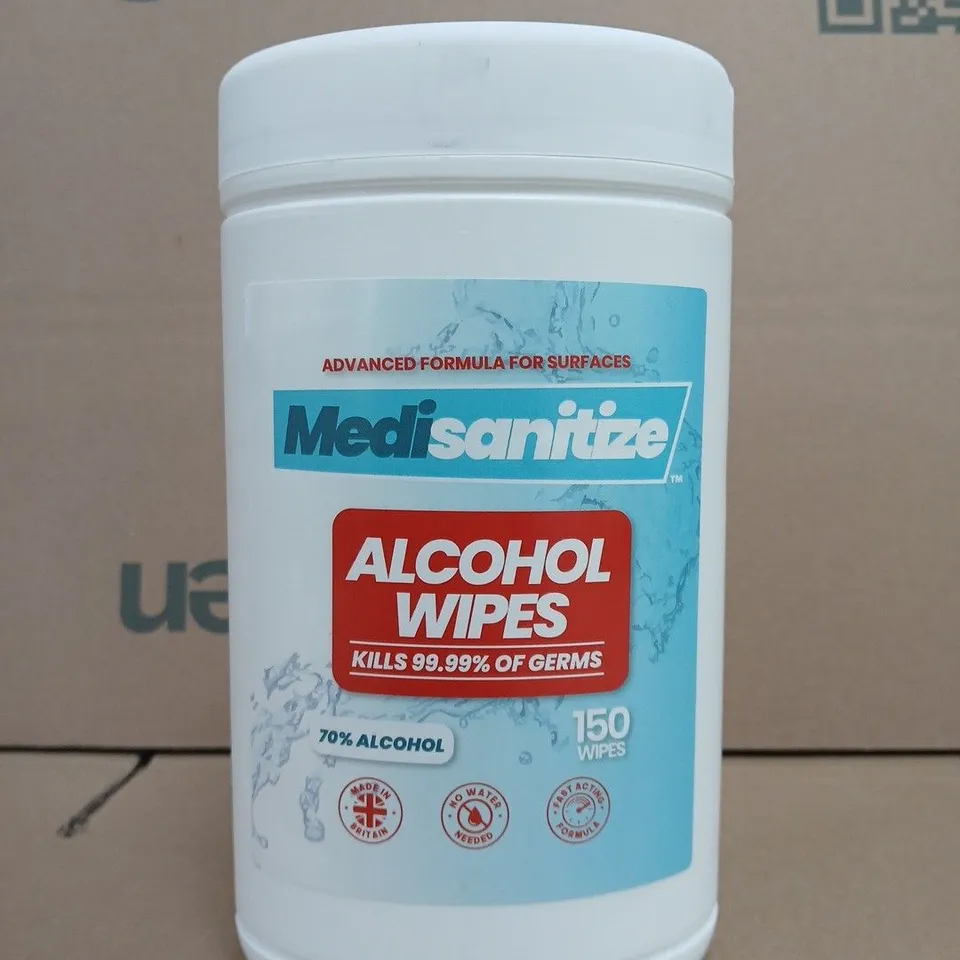 ADVANCED FORMULA FOR SURFACES
Medisanitize
TM
ALCOHOL
WIPES
KILLS 99.99% OF GERMS
70% ALCOHOL
150
WIPES
MADE IN
BRITAIN
NO WATER
NEEDED
FAST ACTING
FORMULA